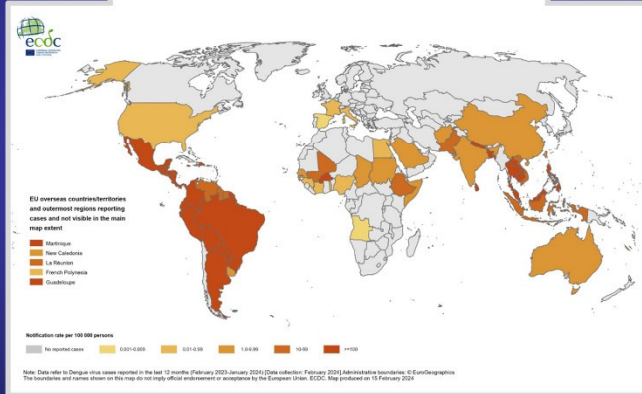 ecdc
EU overseas countries/territories
and outermost regions reporting
cases and not visible in the main
map extent
Martinique
New Caledonia
La Réunion
French Polynesia
Guadeloupe
Notification rate per 100 000 persons
No reported cases
0.001-0.009
0.01-0.99
1.0-9.99
10-99
>=100
Note: Data refer to Dengue virus cases reported in the last 12 months (February 2023-January 2024) [Data collection: February 2024].Administrative boundaries: © EuroGeographics
The boundaries and names shown on this map do not imply official endorsement or acceptance by the European Union. ECDC. Map produced on 15 February 2024